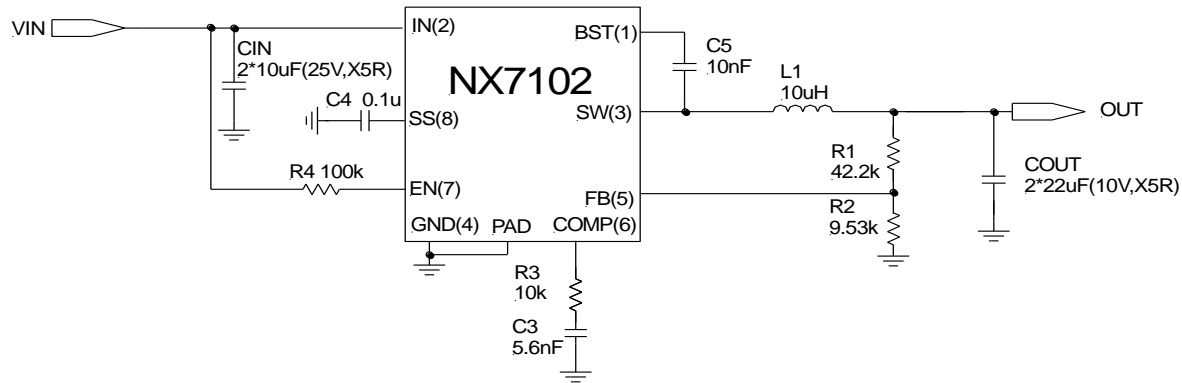 VIN
IN(2)
BST(1)
CIN
2*10uF(25V,X5R)
C5
10nF
NX7102
L1
10uH
C4 0.1u
SS(8)
SW(3)
OUT
R4 100k
EN(7)
R1
42.2k
COUT
2*22uF(10V,X5R)
FB(5)
R2
9.53k
GND(4) PAD COMP(6)
R3
10k
C3
5.6nF